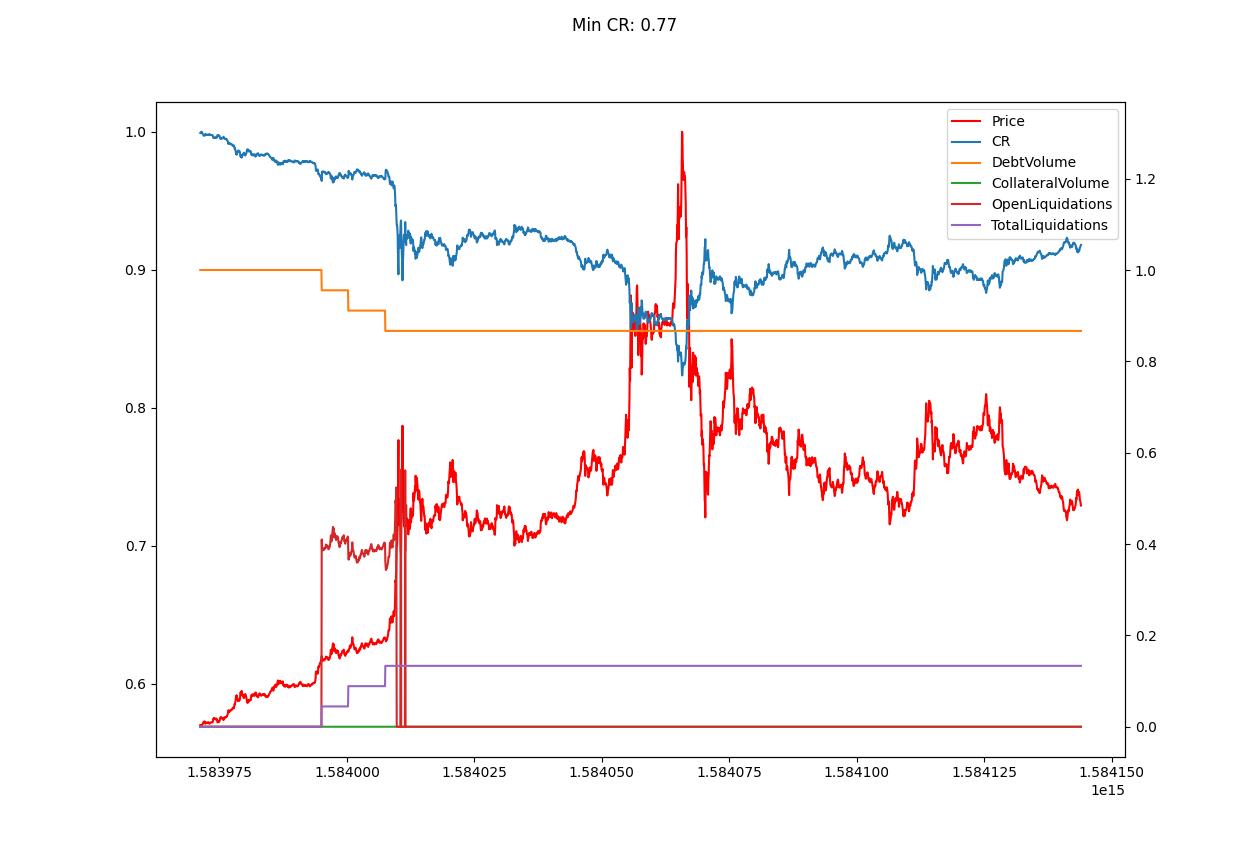 Min CR: 0.77
Price
CR
DebtVolume
CollateralVolume
OpenLiquidations
TotalLiquidations
1.0
0.9
0.8
0.7
0.6
1.2
1.0
0.8
0.6
0.4
0.2
0.0
1.583975 1.584000 1.584025 1.584050 1.584075 1.584100 1.584125 1.584150
1e15